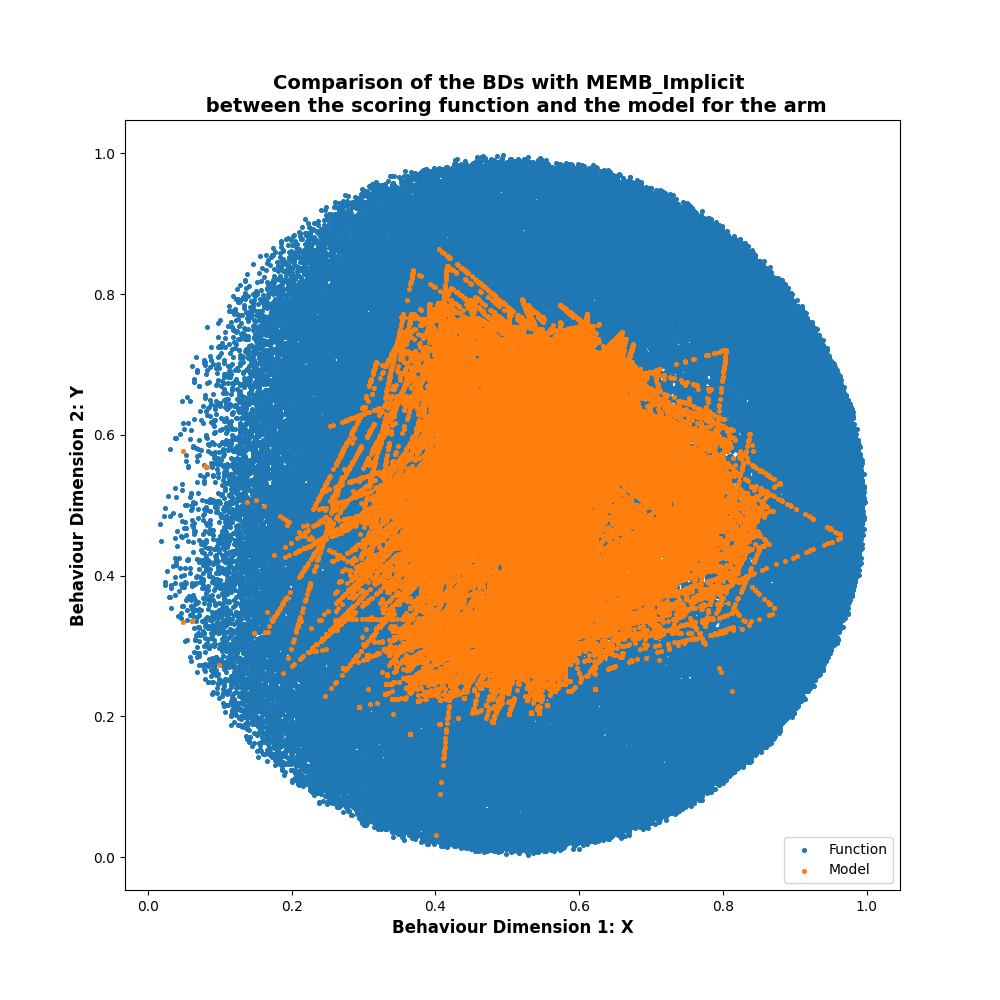 Comparison of the BDs with MEMB_Implicit
between the scoring function and the model for the arm
1.0
0.8
0.6
0.4
0.2
0.0
Behaviour Dimension 2: Y
0.0 0.2 0.4 0.6 0.8 1.0
Behaviour Dimension 1: X
Function
Model